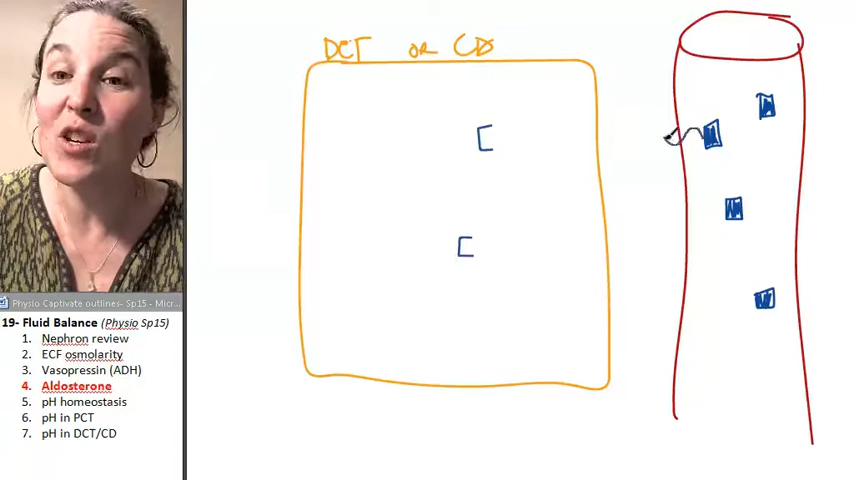 DCT OR CD
Physio Captivate outlines- Sp15 - Micr...
19- Fluid Balance (Physio Sp15)
1. Nephron review
2. ECF osmolarity
3. Vasopressin (ADH)
4. Aldosterone
5. pH homeostasis
6. pH in PCT
7. pH in DCT/CD